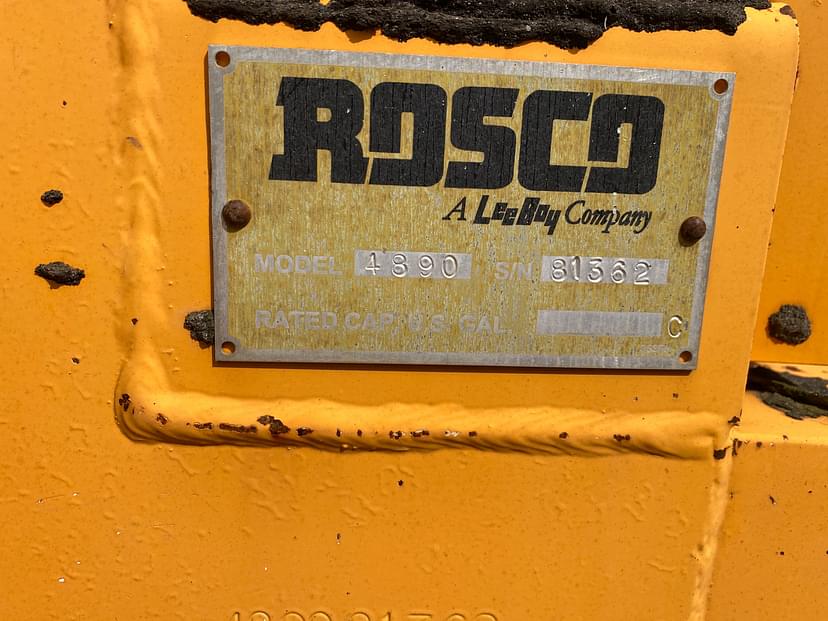 ROSCO
A LeeBoy Company
MODEL 4890 S/N 81362
RATED CAP. U.S. GAL. C